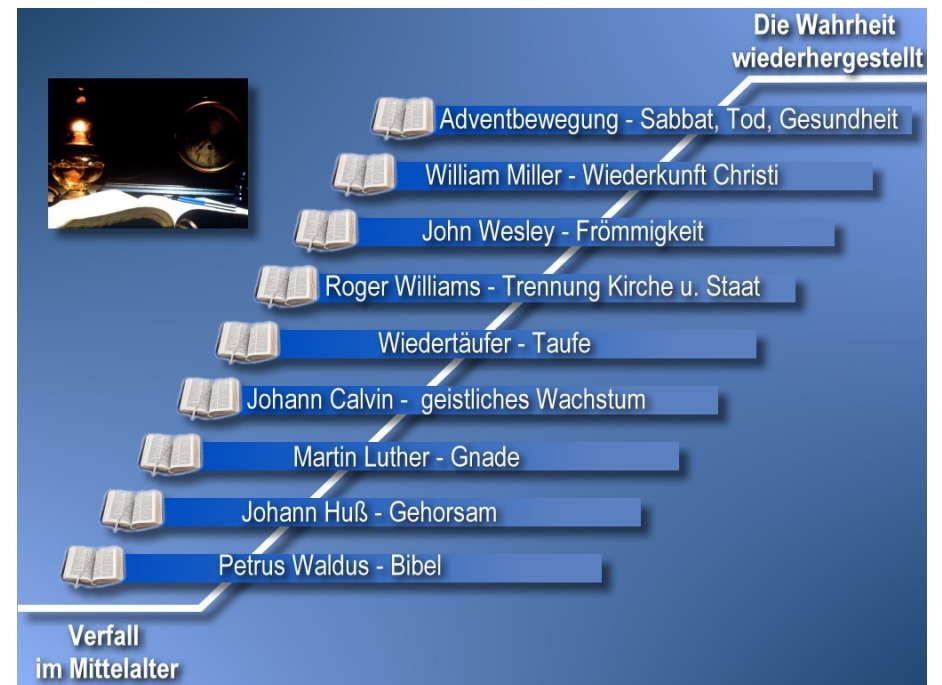 Die Wahrheit
wiederhergestellt
Adventbewegung - Sabbat, Tod, Gesundheit
William Miller - Wiederkunft Christi
John Wesley - Frömmigkeit
Roger Williams - Trennung Kirche u. Staat
Wiedertäufer - Taufe
Johann Calvin - geistliches Wachstum
Martin Luther - Gnade
Johann Huß - Gehorsam
Petrus Waldus - Bibel
Verfall
im Mittelalter